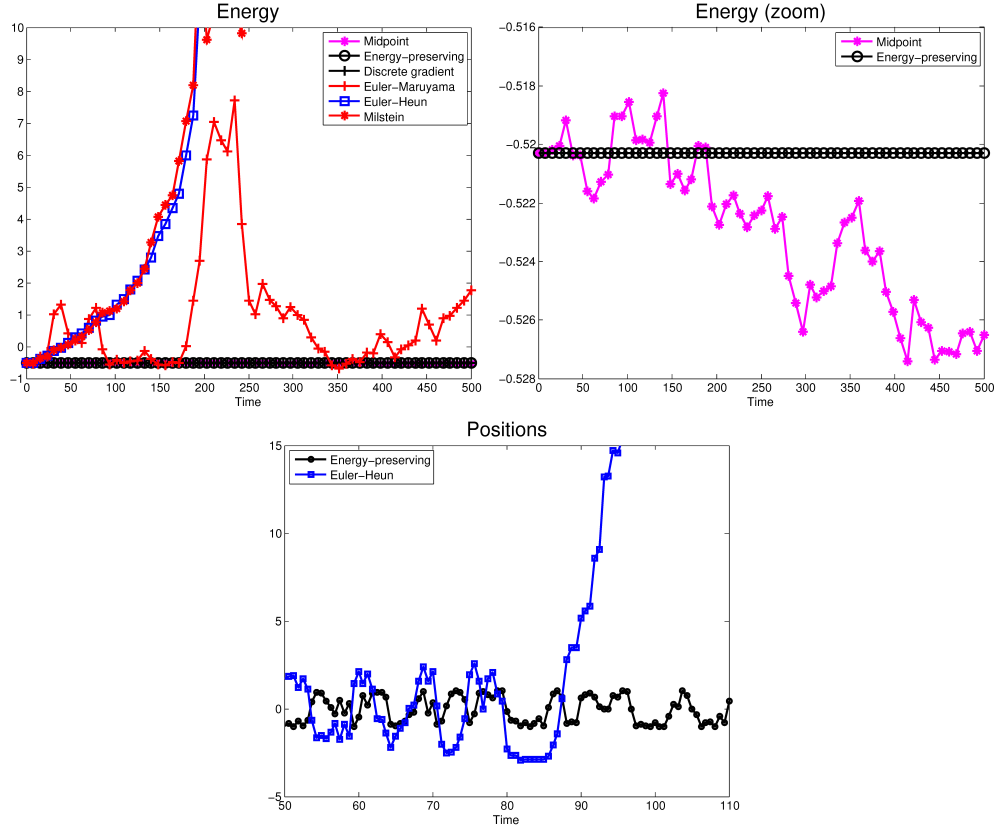 Energy
10
9
8
7
6
5
4
3
2
1
0
−1
0 50 100 150 200 250 300 350 400 450 500
Time
Midpoint
Energy−preserving
Discrete gradient
Euler−Maruyama
Euler−Heun
Milstein
Energy (zoom)
−0.516
−0.518
−0.52
−0.522
−0.524
−0.526
−0.528
0 50 100 150 200 250 300 350 400 450 500
Time
Midpoint
Energy−preserving
Positions
15
10
5
0
−5
50 60 70 80 90 100 110
Time
Energy−preserving
Euler−Heun